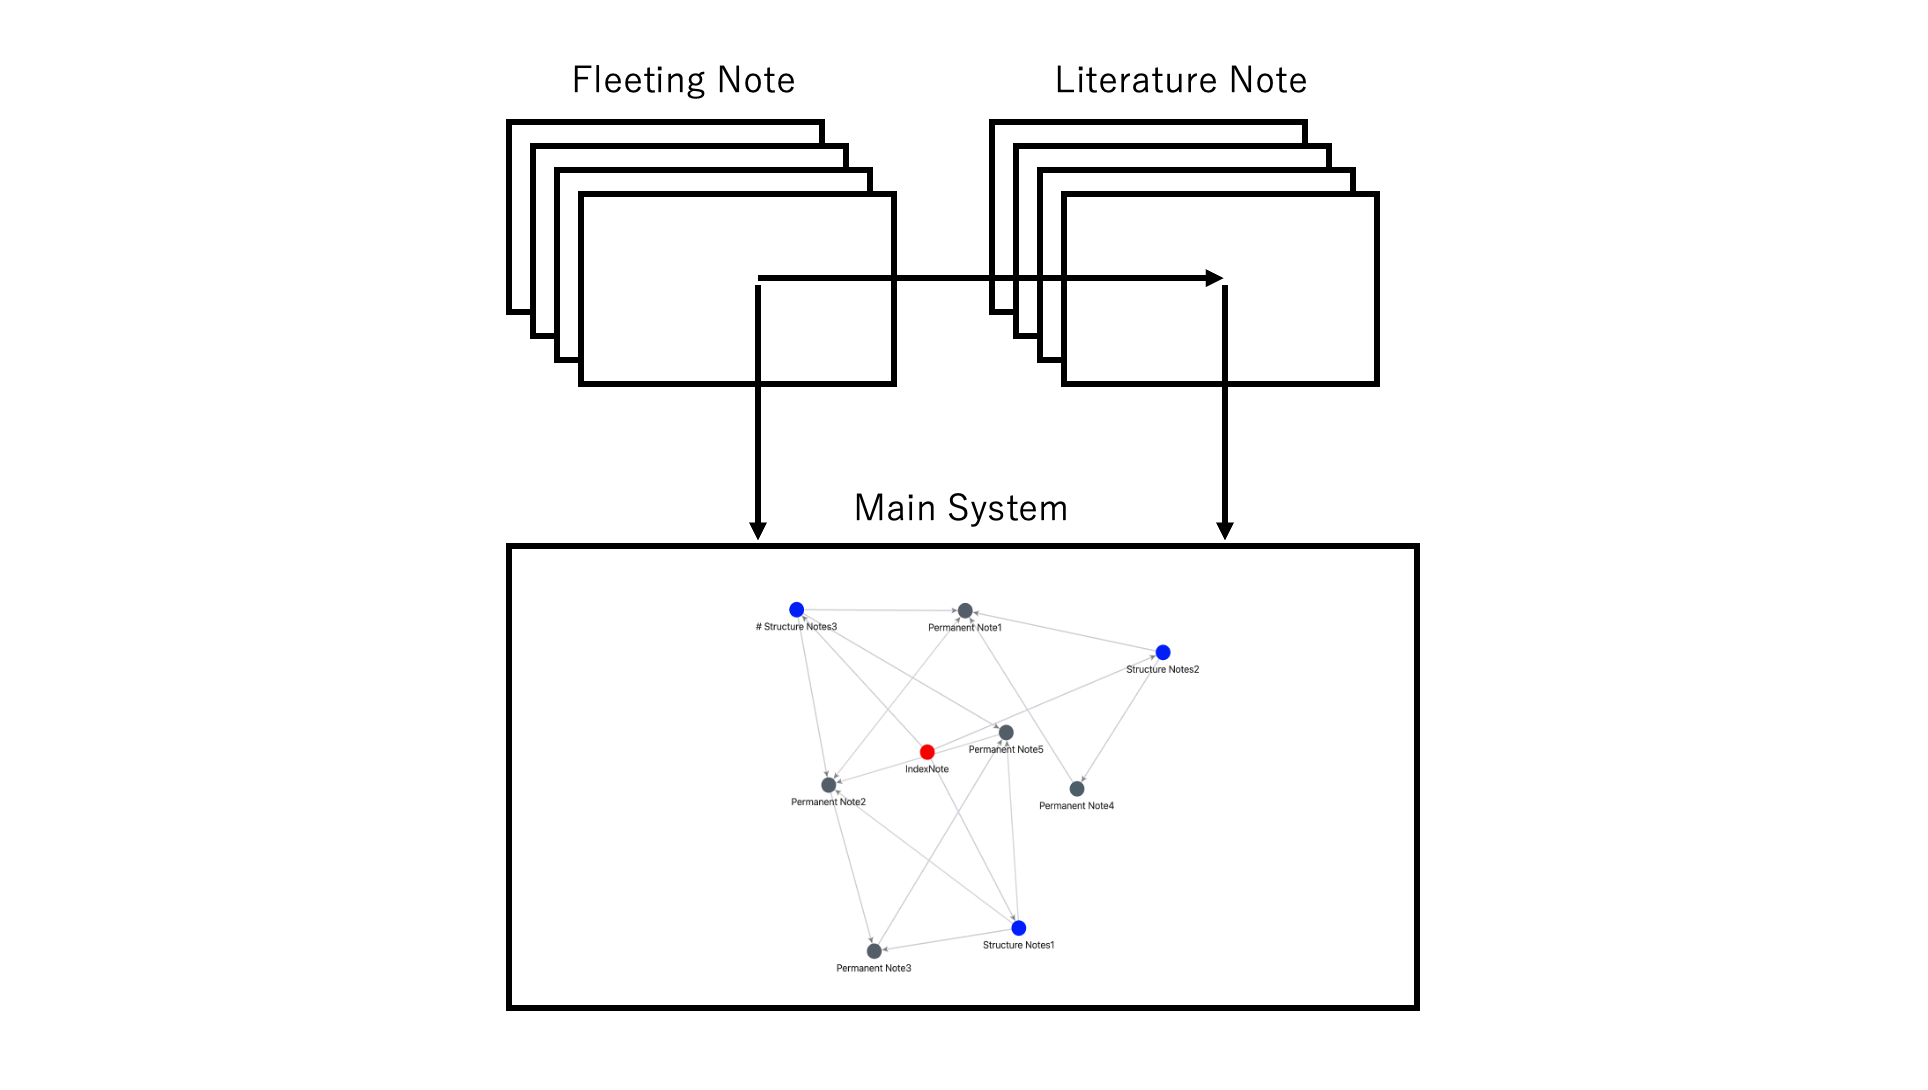 Fleeting Note
Literature Note
Main System
# Structure Notes3
Permanent Note1
Structure Notes2
Permanent Note5
IndexNote
Permanent Note2
Permanent Note4
Structure Notes1
Permanent Note3